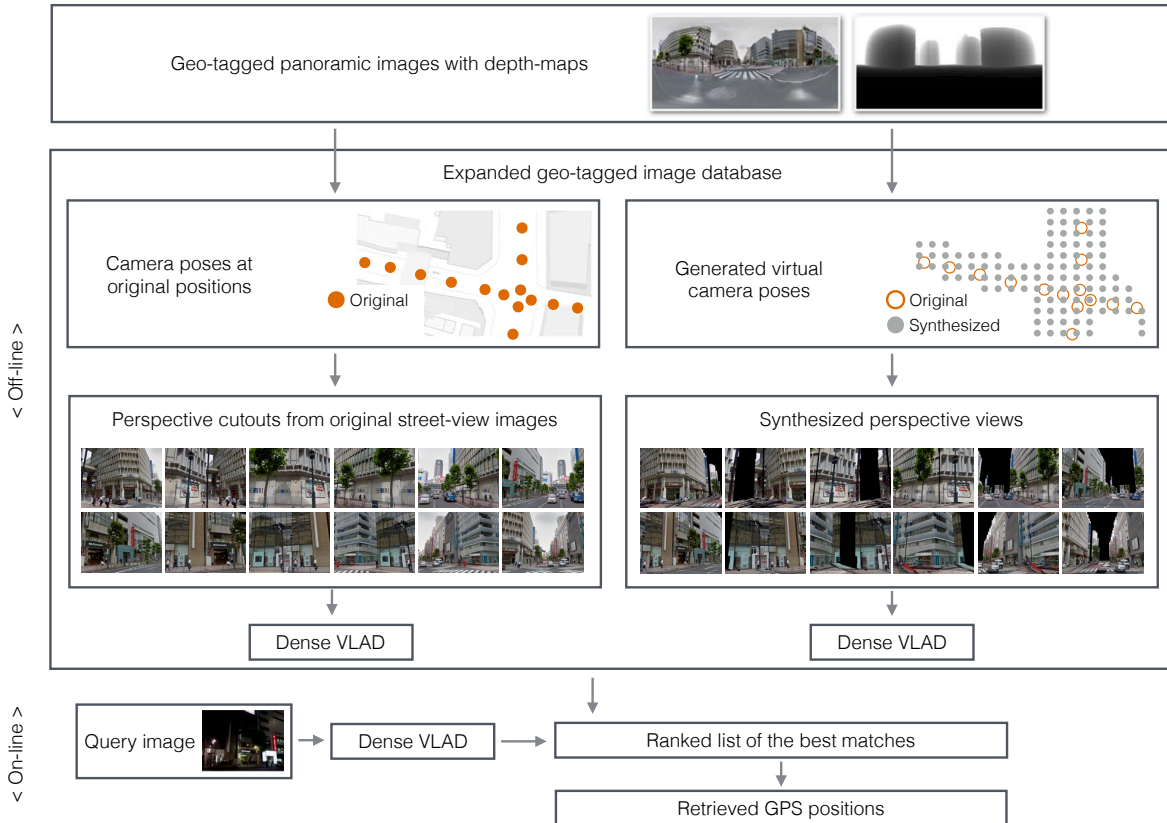 Geo-tagged panoramic images with depth-maps
Expanded geo-tagged image database
Camera poses at
original positions
Original
Generated virtual
camera poses
Original
Synthesized
< Off-line >
Perspective cutouts from original street-view images
Synthesized perspective views
Dense VLAD
Dense VLAD
< On-line >
Query image
Dense VLAD
Ranked list of the best matches
Retrieved GPS positions